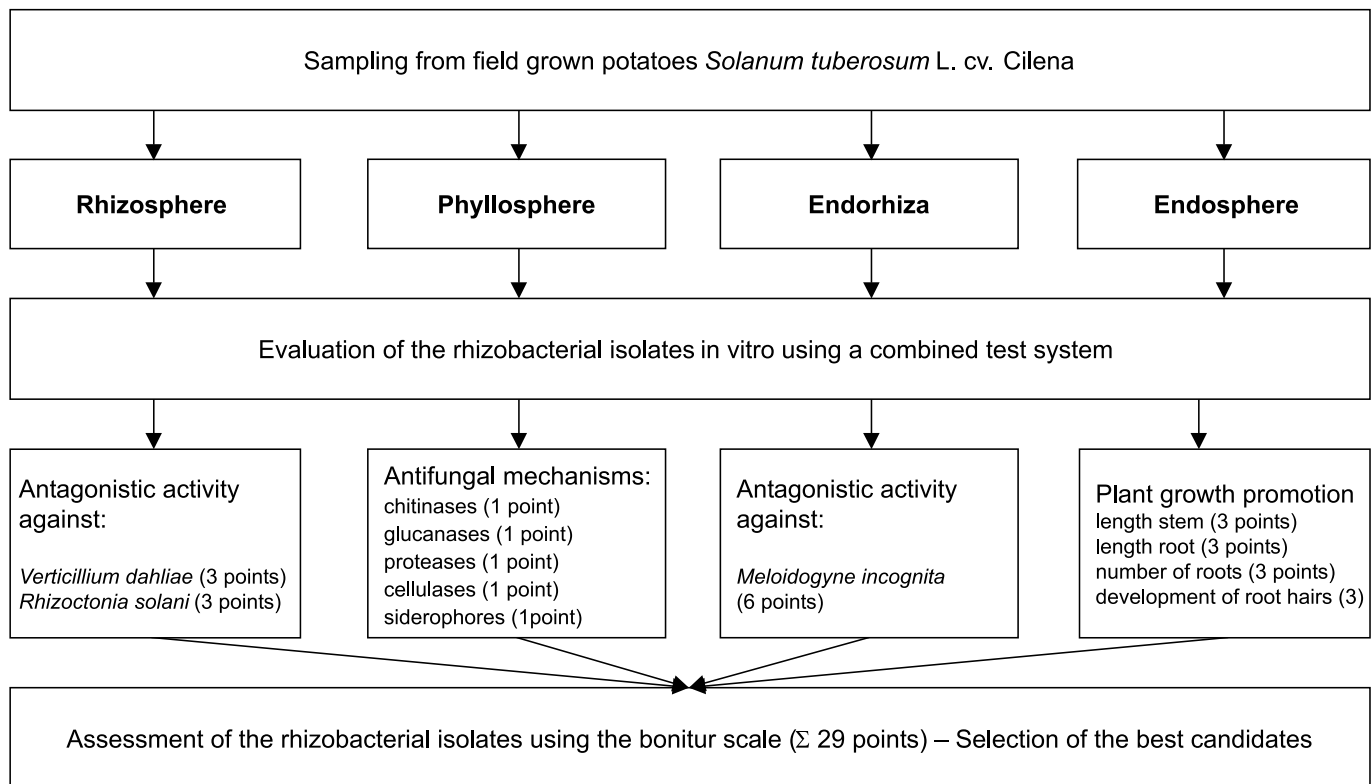 Sampling from field grown potatoes Solanum tuberosum L. cv. Cilena
Rhizosphere
Phyllosphere
Endorhiza
Endosphere
Evaluation of the rhizobacterial isolates in vitro using a combined test system
Antagonistic activity
against:
Verticillium dahliae (3 points)
Rhizoctonia solani (3 points)
Antifungal mechanisms:
chitinases (1 point)
glucanases (1 point)
proteases (1 point)
cellulases (1 point)
siderophores (1point)
Antagonistic activity
against:
Meloidogyne incognita
(6 points)
Plant growth promotion
length stem (3 points)
length root (3 points)
number of roots (3 points)
development of root hairs (3)
Assessment of the rhizobacterial isolates using the bonitur scale (Σ 29 points) – Selection of the best candidates